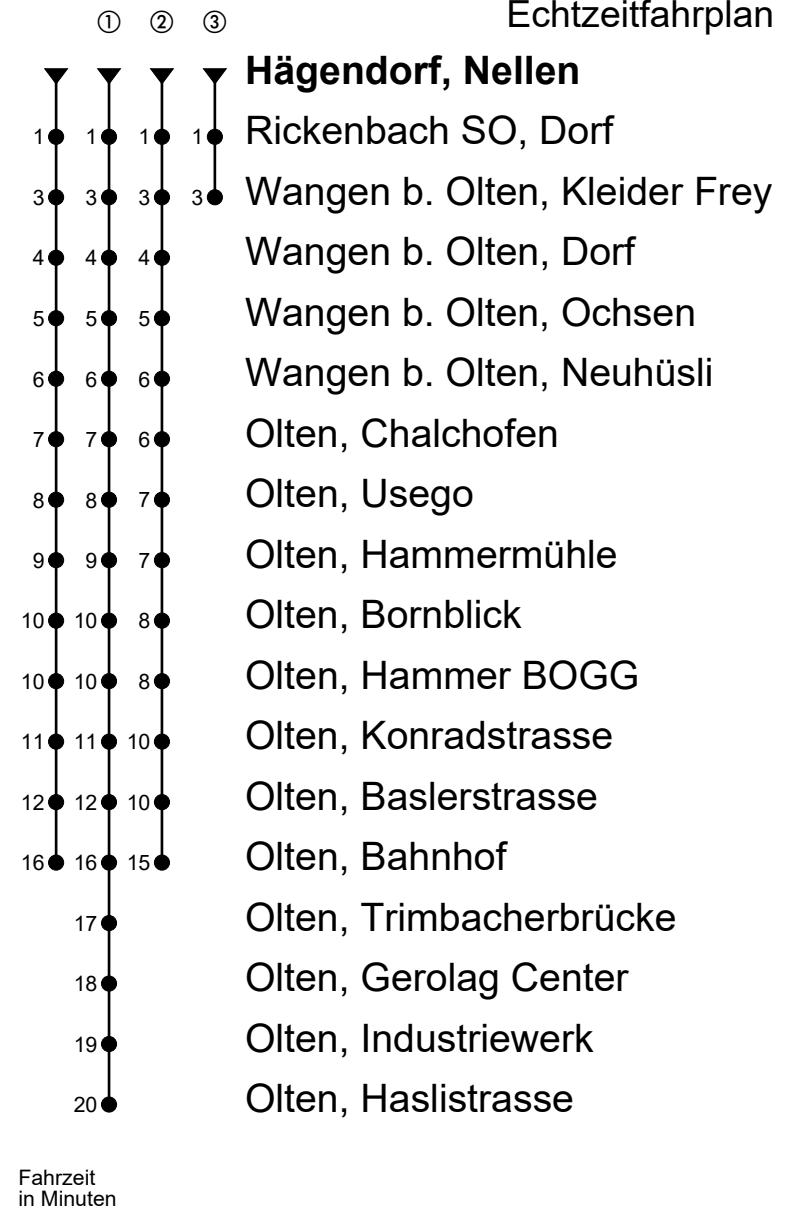 Echtzeitfahrplan
① ② ③
Hägendorf, Nellen
1 1 1 1 Rickenbach SO, Dorf
3 3 3 3 Wangen b. Olten, Kleider Frey
4 4 4 Wangen b. Olten, Dorf
5 5 5 Wangen b. Olten, Ochsen
6 6 6 Wangen b. Olten, Neuhüsli
7 7 6 Olten, Chalchofen
8 8 7 Olten, Usego
9 9 7 Olten, Hammermühle
10 10 8 Olten, Bornblick
10 10 8 Olten, Hammer BOGG
11 11 10 Olten, Konradstrasse
12 12 10 Olten, Baslerstrasse
16 16 15 Olten, Bahnhof
17 Olten, Trimbacherbrücke
18 Olten, Gerolag Center
19 Olten, Industriewerk
20 Olten, Haslistrasse
Fahrzeit
in Minuten